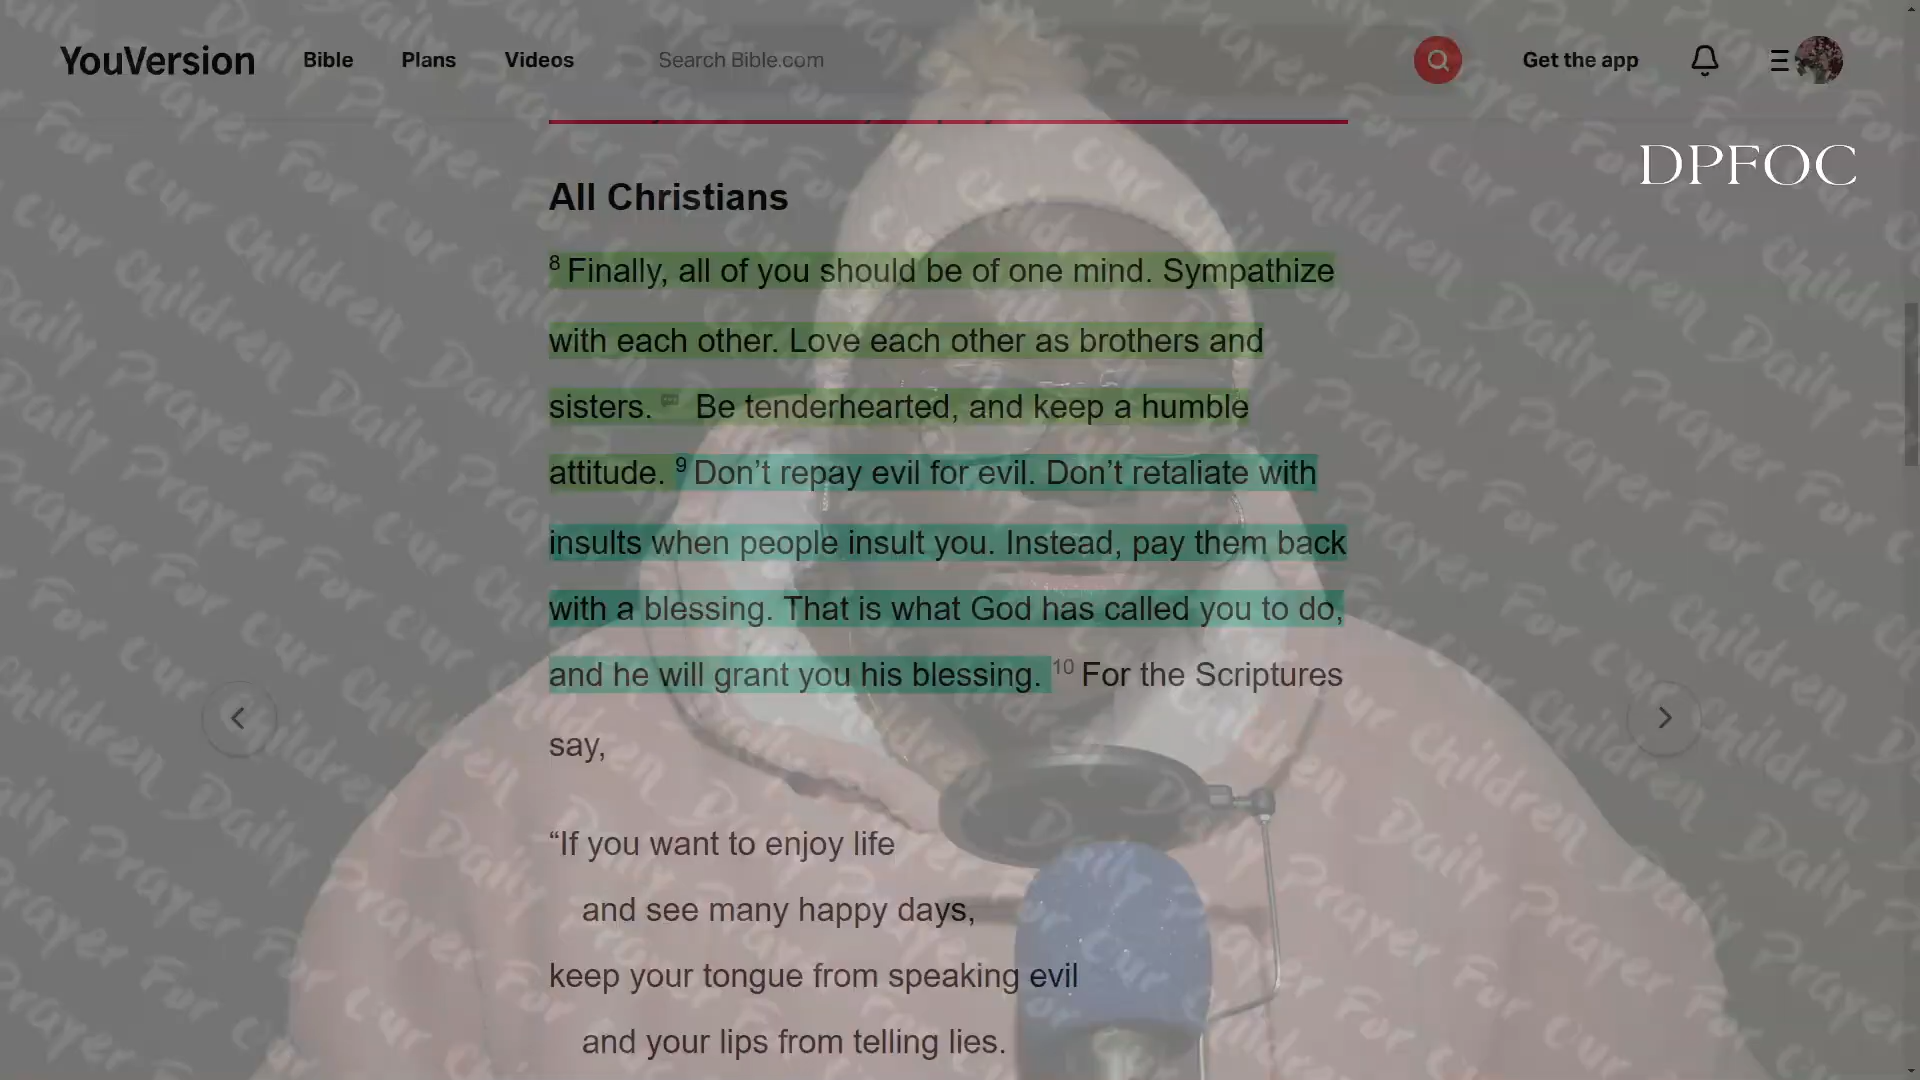 YouVersion Bible Plans Videos Search Bible.com Get the app
DPFOC
All Christians
8 Finally, all of you should be of one mind. Sympathize
with each other. Love each other as brothers and
sisters. Be tenderhearted, and keep a humble
attitude. 9 Don’t repay evil for evil. Don’t retaliate with
insults when people insult you. Instead, pay them back
with a blessing. That is what God has called you to do,
and he will grant you his blessing. 10 For the Scriptures
say,
“If you want to enjoy life
and see many happy days,
keep your tongue from speaking evil
and your lips from telling lies.
Daily Prayer For Our Children